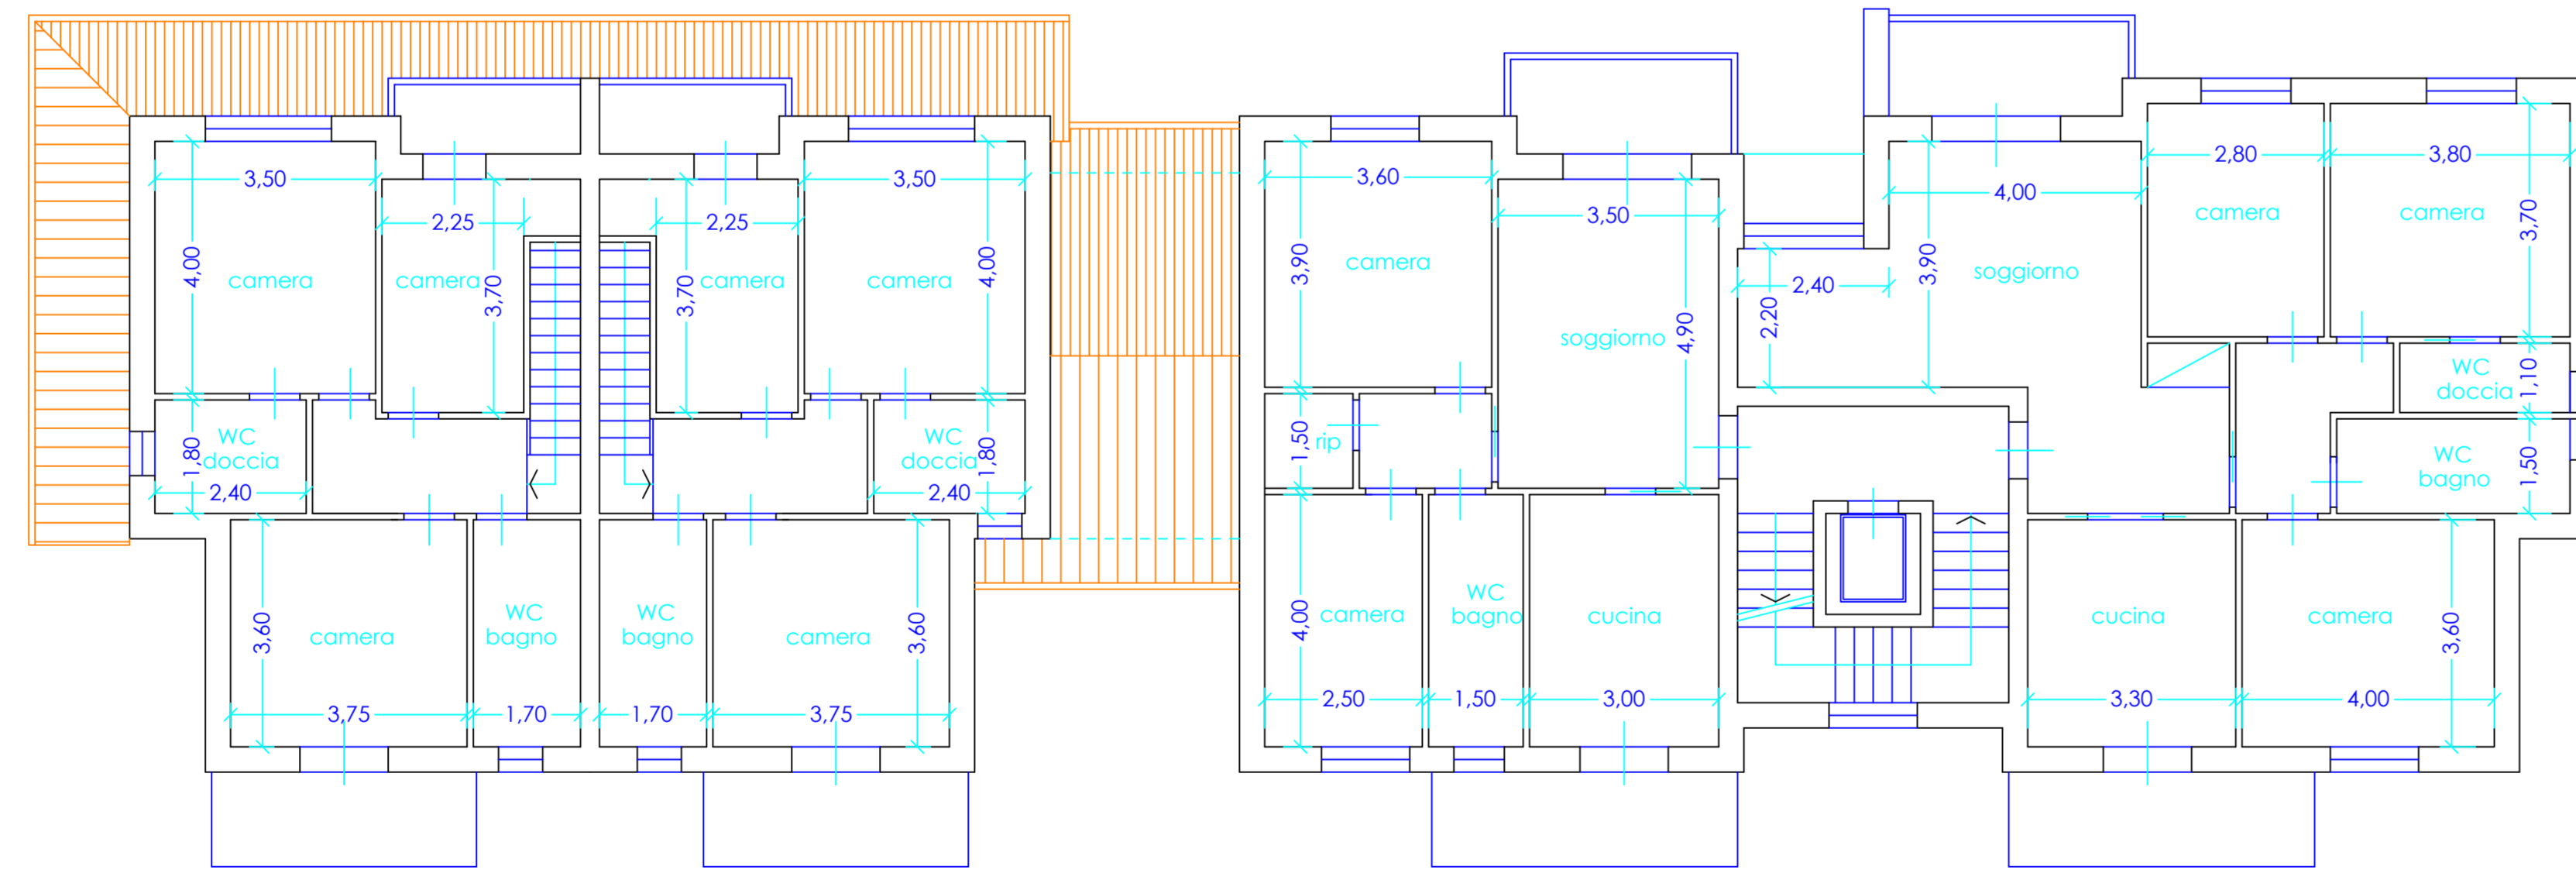 3,50
4,00
camera
2,25
camera
3,70
2,25
3,70
camera
3,50
camera
4,00
WC
doccia
1,80
2,40
WC
doccia
1,80
2,40
3,60
camera
3,75
WC
bagno
1,70
WC
bagno
1,70
camera
3,60
3,75
3,60
3,90
camera
3,50
soggiorno
4,90
1,50
rip
4,00
camera
2,50
WC
bagno
1,50
cucina
3,00
2,40
2,20
4,00
3,90
soggiorno
2,80
camera
3,80
camera
3,70
WC
doccia
1,10
WC
bagno
1,50
cucina
3,30
camera
3,60
4,00